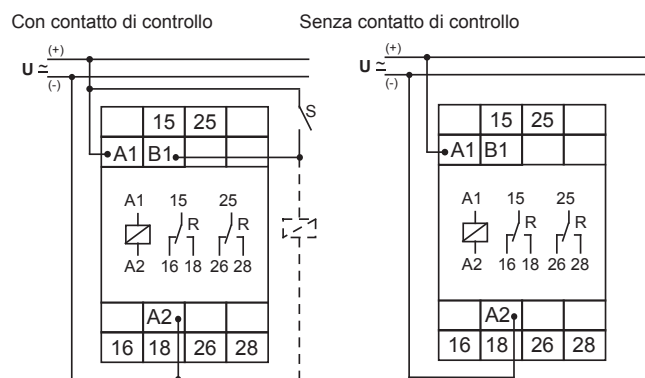 Con contatto di controllo Senza contatto di controllo
(+) (+)
U ≂ U ≂
(-) (-)
S
15 25 15 25
A1 B1 A1 B1
A1 15 25 A1 15 25
R R R R
A2 16 18 26 28 A2 16 18 26 28
A2 A2
16 18 26 28 16 18 26 28